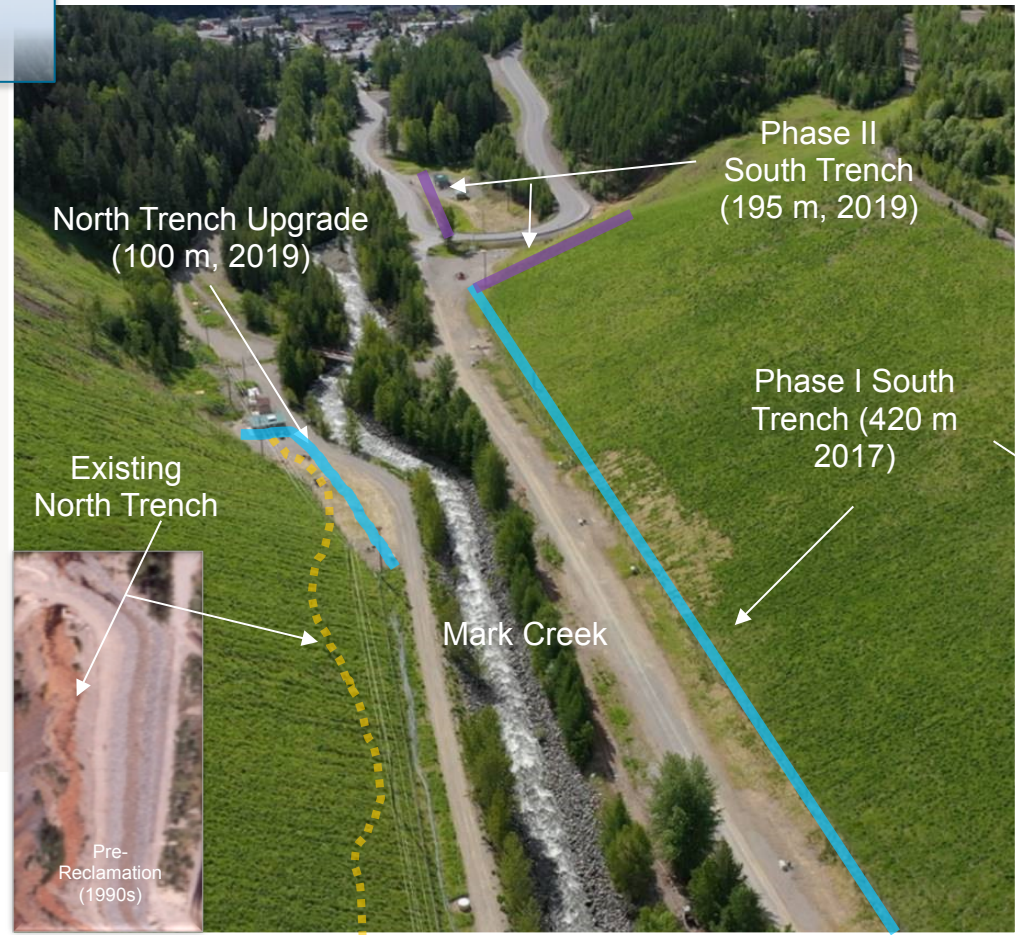 Phase II
South Trench
(195 m, 2019)
North Trench Upgrade
(100 m, 2019)
Phase I South
Trench (420 m
2017)
Existing
North Trench
Mark Creek
Pre-
Reclamation
(1990s)